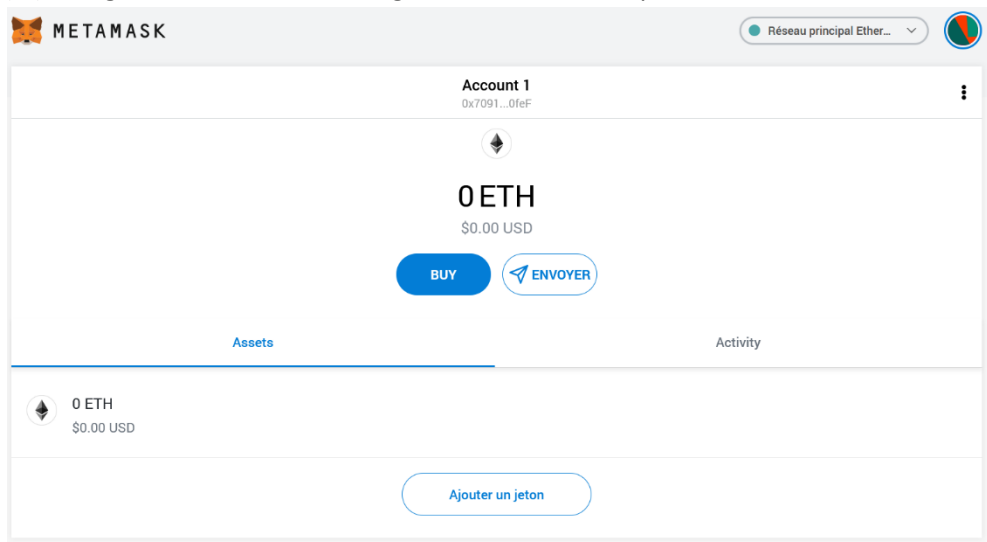 METAMASK
Réseau principal Ether...
Account 1
0x7091...0feF
0 ETH
$0.00 USD
BUY
ENVOYER
Assets
Activity
0 ETH
$0.00 USD
Ajouter un jeton